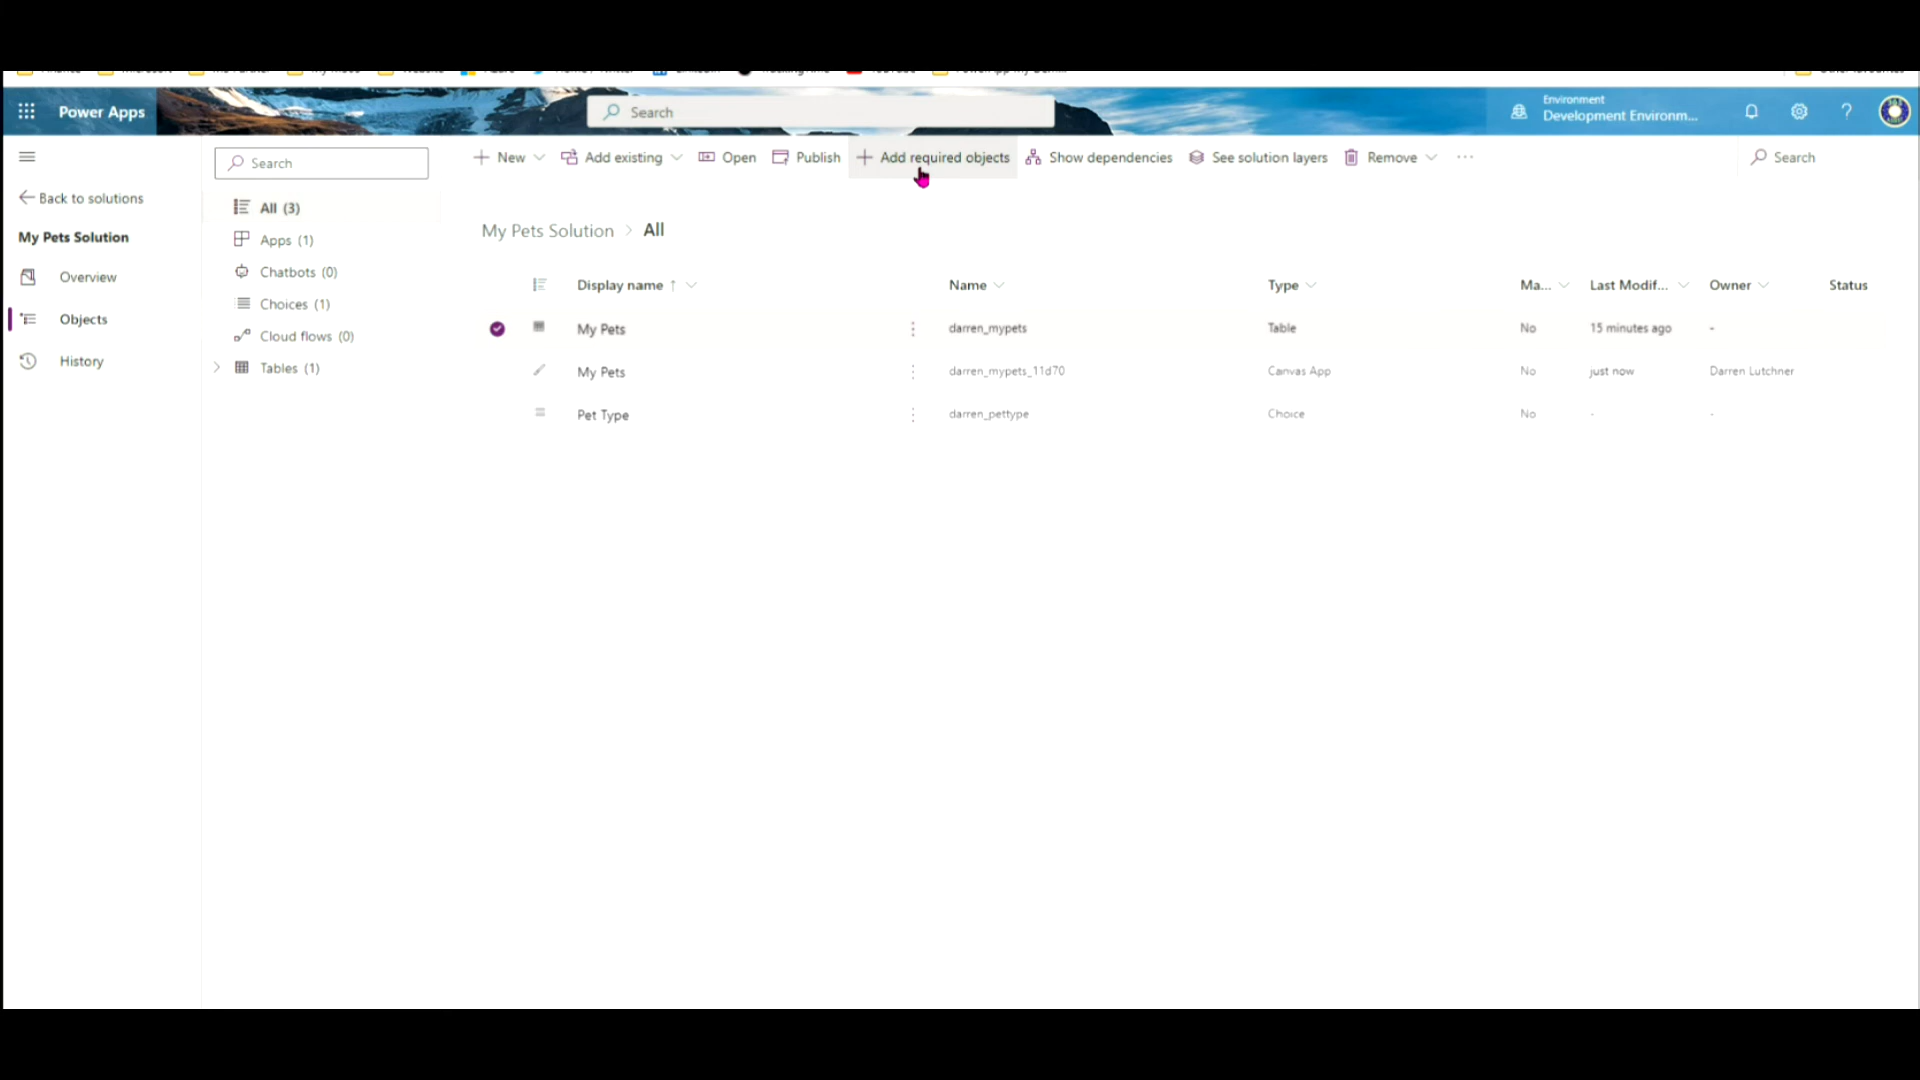 Power Apps
Search
Environment
Development Environm...
Search
New
Add existing
Open
Publish
Add required objects
Show dependencies
See solution layers
Remove
Search
Back to solutions
My Pets Solution
Overview
Objects
History
All (3)
Apps (1)
Chatbots (0)
Choices (1)
Cloud flows (0)
Tables (1)
My Pets Solution > All
Display name ↑ Name Type Ma... Last Modif... Owner Status
My Pets darren_mypets Table No 15 minutes ago -
My Pets darren_mypets_11d70 Canvas App No just now Darren Lutchner
Pet Type darren_pettype Choice No - -